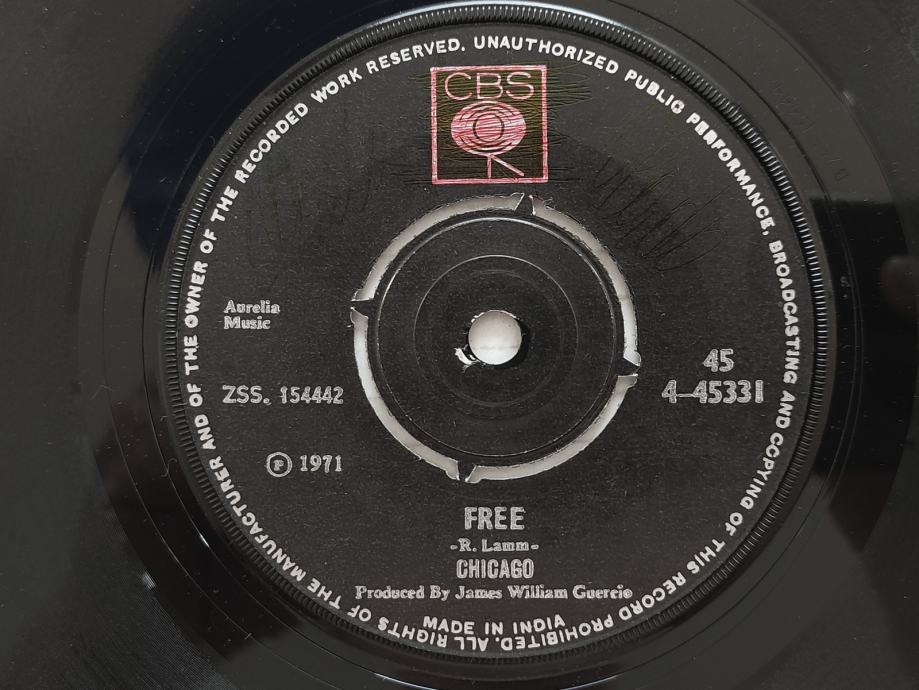 ALL RIGHTS OF THE MANUFACTURER AND OF THE OWNER OF THE RECORDED WORK RESERVED. UNAUTHORIZED PUBLIC PERFORMANCE, BROADCASTING AND COPYING OF THIS RECORD PROHIBITED.
CBS
Aurelia
Music
45
ZSS. 154442
4-45331
Ⓟ 1971
FREE
-R. Lamm-
CHICAGO
Produced By James William Guercio
MADE IN INDIA